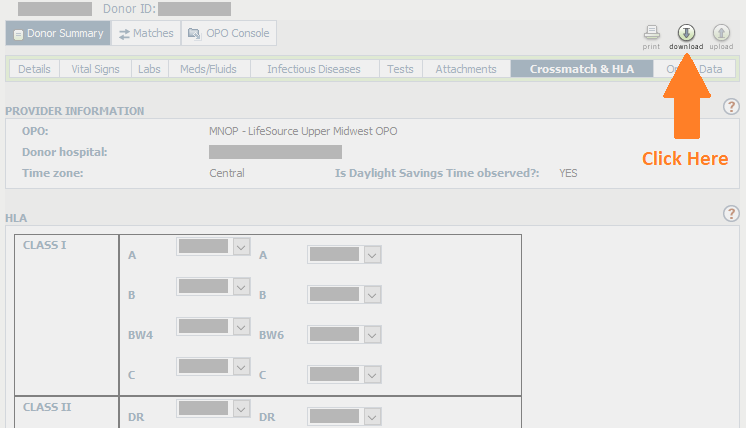 Donor ID:
Donor Summary Matches OPO Console
print download upload
Details Vital Signs Labs Meds/Fluids Infectious Diseases Tests Attachments Crossmatch & HLA Data
Click Here
PROVIDER INFORMATION ?
OPO: MNOP - LifeSource Upper Midwest OPO
Donor hospital:
Time zone: Central Is Daylight Savings Time observed?: YES
HLA ?
CLASS I
A A
B B
BW4 BW6
C C
CLASS II
DR DR